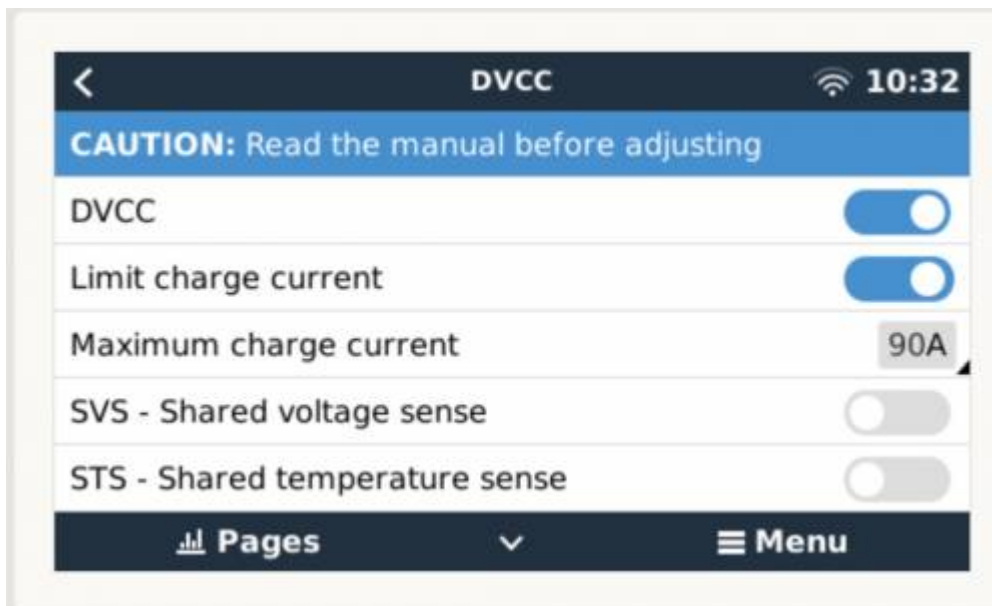 DVCC 10:32
CAUTION: Read the manual before adjusting
DVCC
Limit charge current
Maximum charge current 90A
SVS - Shared voltage sense
STS - Shared temperature sense
Pages Menu